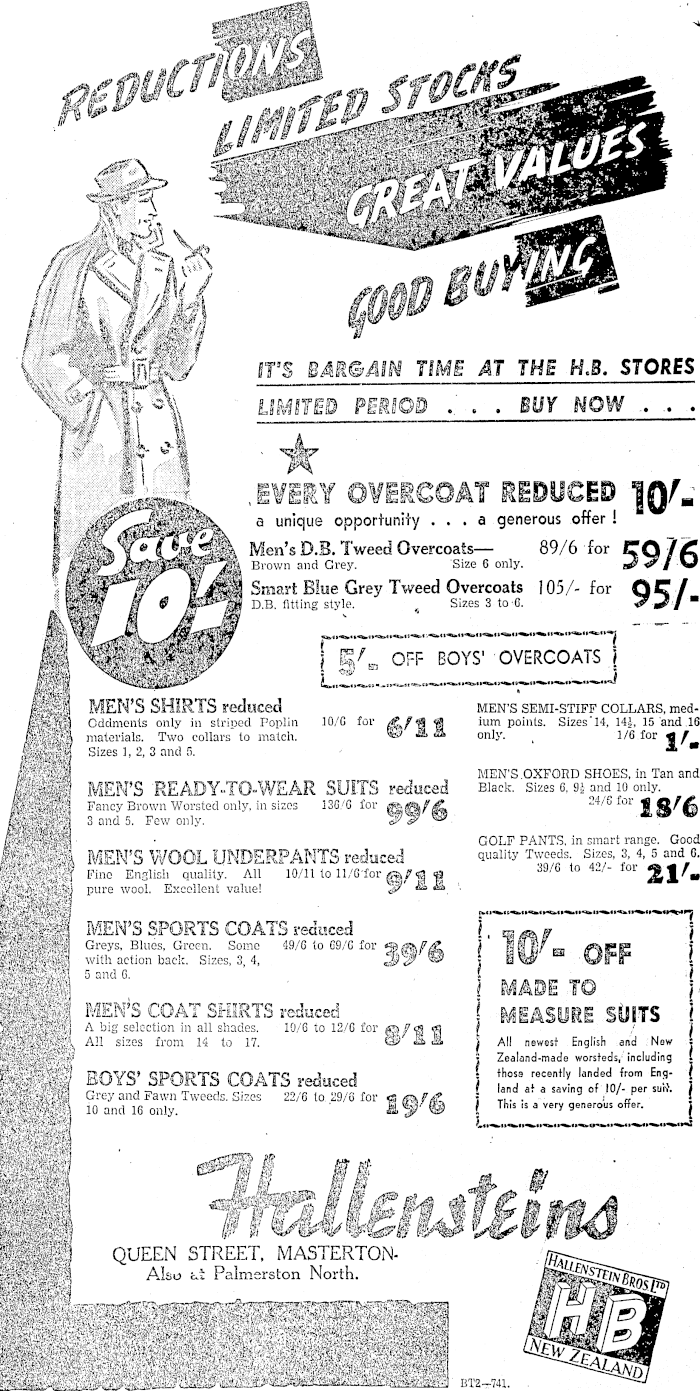 REDUCTIONS
LIMITED STOCKS
GREAT VALUES
GOOD BUYING
IT'S BARGAIN TIME AT THE H.B. STORES
LIMITED PERIOD . . . BUY NOW . . .
EVERY OVERCOAT REDUCED 10/-
a unique opportunity . . . a generous offer !
Men's D.B. Tweed Overcoats— 89/6 for 59/6
Brown and Grey. Size 6 only.
Smart Blue Grey Tweed Overcoats 105/- for 95/-
D.B. fitting style. Sizes 3 to 6.
Save
10/-
5/- OFF BOYS' OVERCOATS
MEN'S SHIRTS reduced
Oddments only in striped Poplin 10/6 for 6/11
materials. Two collars to match.
Sizes 1, 2, 3 and 5.
MEN'S READY-TO-WEAR SUITS reduced
Fancy Brown Worsted only, in sizes 136/6 for 99/6
3 and 5. Few only.
MEN'S WOOL UNDERPANTS reduced
Fine English quality. All 10/11 to 11/6 for 9/11
pure wool. Excellent value!
MEN'S SPORTS COATS reduced
Greys, Blues, Green. Some 49/6 to 69/6 for 39/6
with action back. Sizes, 3, 4,
5 and 6.
MEN'S COAT SHIRTS reduced
A big selection in all shades. 10/6 to 12/6 for 8/11
All sizes from 14 to 17.
BOYS' SPORTS COATS reduced
Grey and Fawn Tweeds. Sizes 22/6 to 29/6 for 19/6
10 and 16 only.
MEN'S SEMI-STIFF COLLARS, med-
ium points. Sizes 14, 14½, 15 and 16
only. 1/6 for 1/-
MEN'S OXFORD SHOES, in Tan and
Black. Sizes 6, 9½ and 10 only.
24/6 for 18/6
GOLF PANTS, in smart range. Good
quality Tweeds. Sizes, 3, 4, 5 and 6.
39/6 to 42/- for 21/-
10/- OFF
MADE TO
MEASURE SUITS
All newest English and New
Zealand-made worsteds, including
those recently landed from Eng-
land at a saving of 10/- per suit.
This is a very generous offer.
Hallensteins
QUEEN STREET, MASTERTON-
Also at Palmerston North.
HALLENSTEIN BROS LTD
HB
NEW ZEALAND
BT2—741.